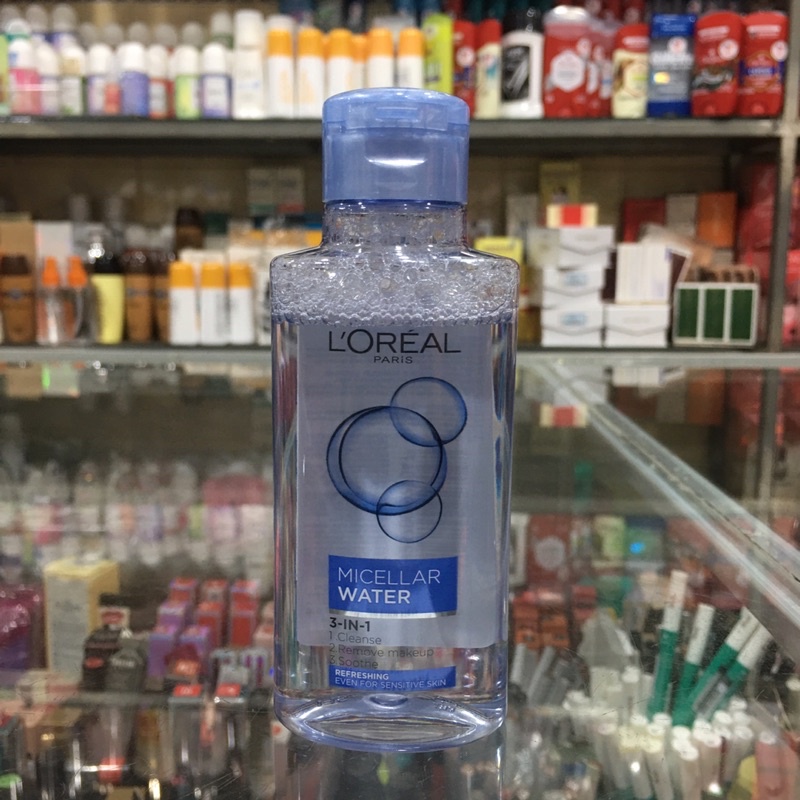 L'ORÉAL
PARIS
MICELLAR
WATER
3-IN-1
1 Cleanse
2 Remove makeup
3 Soothe
REFRESHING
EVEN FOR SENSITIVE SKIN